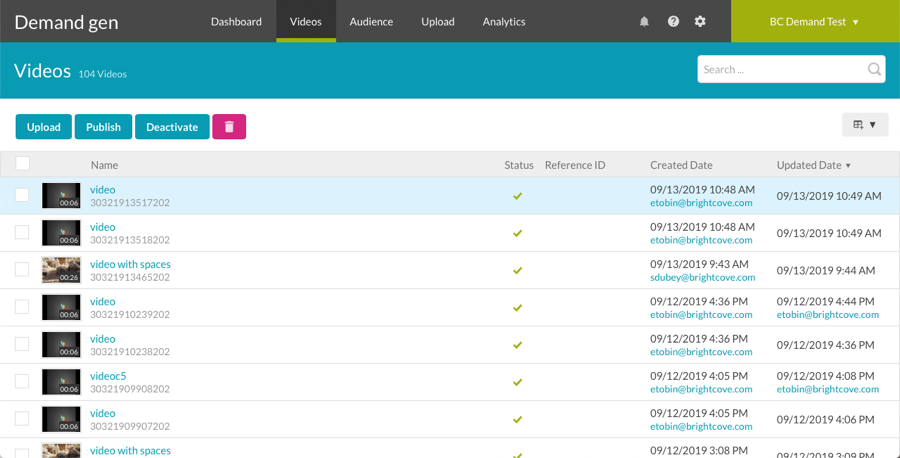 Demand gen Dashboard Videos Audience Upload Analytics BC Demand Test
Videos 104 Videos Search ...
Upload Publish Deactivate
Name Status Reference ID Created Date Updated Date
video 09/13/2019 10:48 AM
00:06 30321913517202 etobin@brightcove.com 09/13/2019 10:49 AM
video 09/13/2019 10:48 AM
00:06 30321913518202 etobin@brightcove.com 09/13/2019 10:49 AM
video with spaces 09/13/2019 9:43 AM
00:26 30321913465202 sdubey@brightcove.com 09/13/2019 9:44 AM
video 09/12/2019 4:36 PM 09/12/2019 4:44 PM
00:06 30321910239202 etobin@brightcove.com etobin@brightcove.com
video 09/12/2019 4:36 PM
00:06 30321910238202 etobin@brightcove.com 09/12/2019 4:36 PM
videoc5 09/12/2019 4:05 PM 09/12/2019 4:08 PM
00:06 30321909908202 etobin@brightcove.com etobin@brightcove.com
video 09/12/2019 4:05 PM
00:06 30321909907202 etobin@brightcove.com 09/12/2019 4:06 PM
video with spaces 09/12/2019 3:08 PM
09/12/2019 3:09 PM